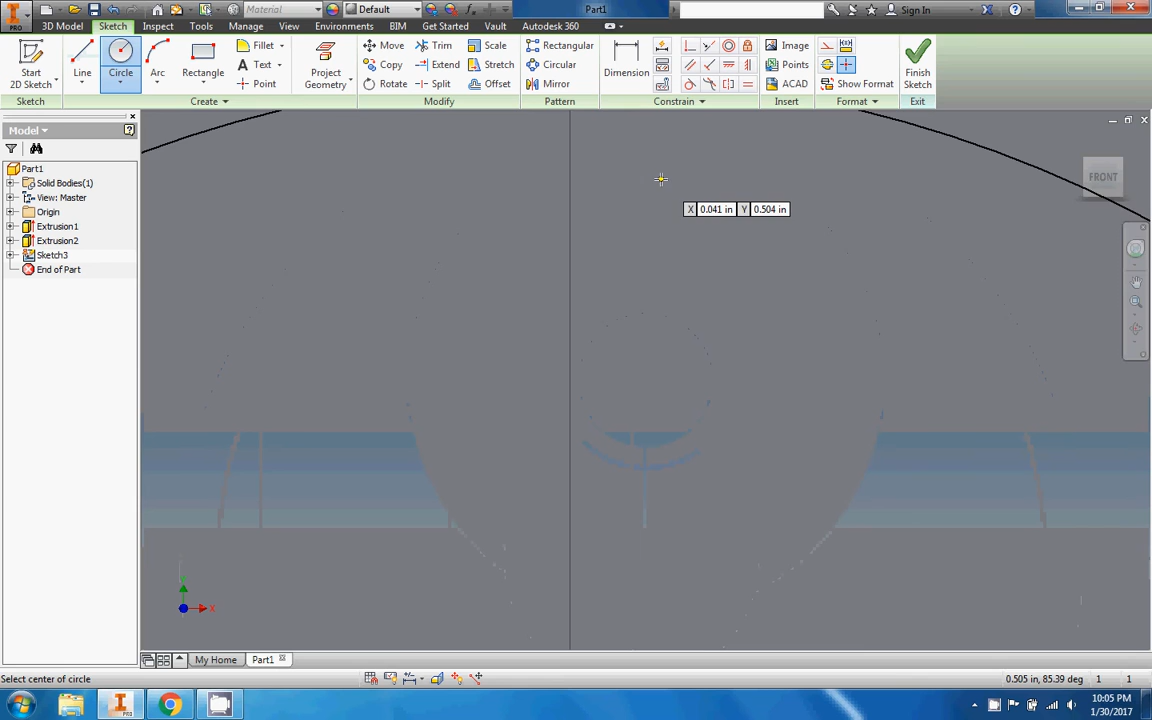 Material
Default
Part1
Sign In
PRO
3D Model Sketch Inspect Tools Manage View Environments BIM Get Started Vault Autodesk 360
Start
2D Sketch
Line
Circle
Arc
Rectangle
Fillet
Text
Point
Project
Geometry
Move
Copy
Rotate
Trim
Extend
Split
Scale
Stretch
Offset
Rectangular
Circular
Mirror
Dimension
Image
Points
ACAD
Show Format
Finish
Sketch
Sketch Create Modify Pattern Constrain Insert Format Exit
Model
Part1
Solid Bodies(1)
View: Master
Origin
Extrusion1
Extrusion2
Sketch3
End of Part
X 0.041 in Y 0.504 in
FRONT
X
My Home Part1
Select center of circle
0.505 in, 85.39 deg 1 1
PRO
10:05 PM
1/30/2017